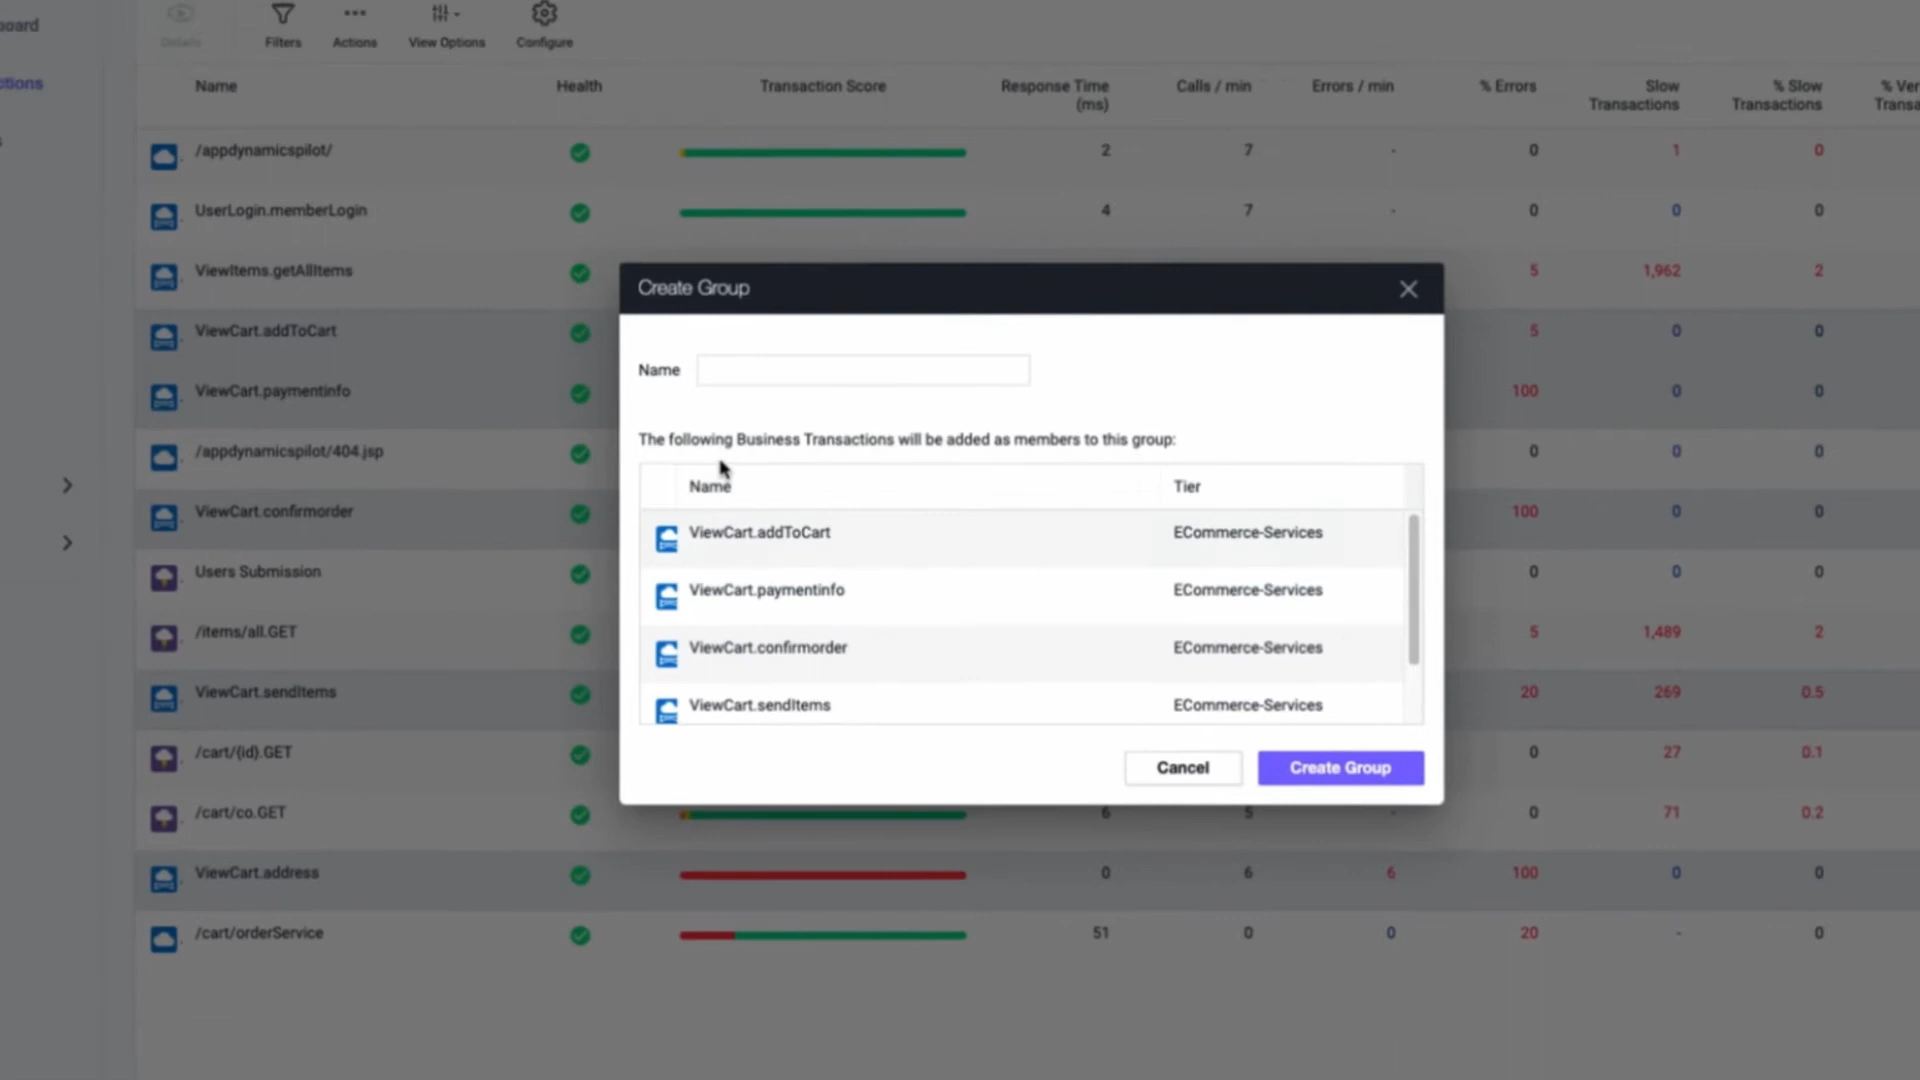 board
Details
Filters
Actions
View Options
Configure
ctions
s
Name Health Transaction Score Response Time (ms) Calls / min Errors / min % Errors Slow Transactions % Slow Transactions % Ver Transa
/appdynamicspilot/ 2 7 - 0 1 0
UserLogin.memberLogin 4 7 - 0 0 0
ViewItems.getAllItems 5 1,962 2
ViewCart.addToCart 5 0 0
ViewCart.paymentinfo 100 0 0
/appdynamicspilot/404.jsp 0 0 0
ViewCart.confirmorder 100 0 0
Users Submission 0 0 0
/items/all.GET 5 1,489 2
ViewCart.sendItems 20 269 0.5
/cart/{id}.GET 0 27 0.1
/cart/co.GET 6 5 - 0 71 0.2
ViewCart.address 0 6 6 100 0 0
/cart/orderService 51 0 0 20 - 0
Create Group
Name
The following Business Transactions will be added as members to this group:
Name Tier
ViewCart.addToCart ECommerce-Services
ViewCart.paymentinfo ECommerce-Services
ViewCart.confirmorder ECommerce-Services
ViewCart.sendItems ECommerce-Services
Cancel Create Group